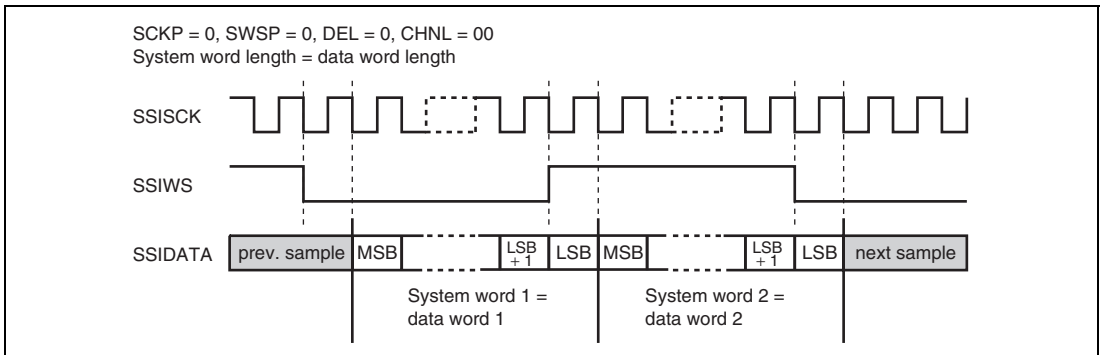 SCKP = 0, SWSP = 0, DEL = 0, CHNL = 00
System word length = data word length
SSISCK
SSIWS
SSIDATA prev. sample MSB LSB + 1 LSB MSB LSB + 1 LSB next sample
System word 1 = System word 2 =
data word 1 data word 2